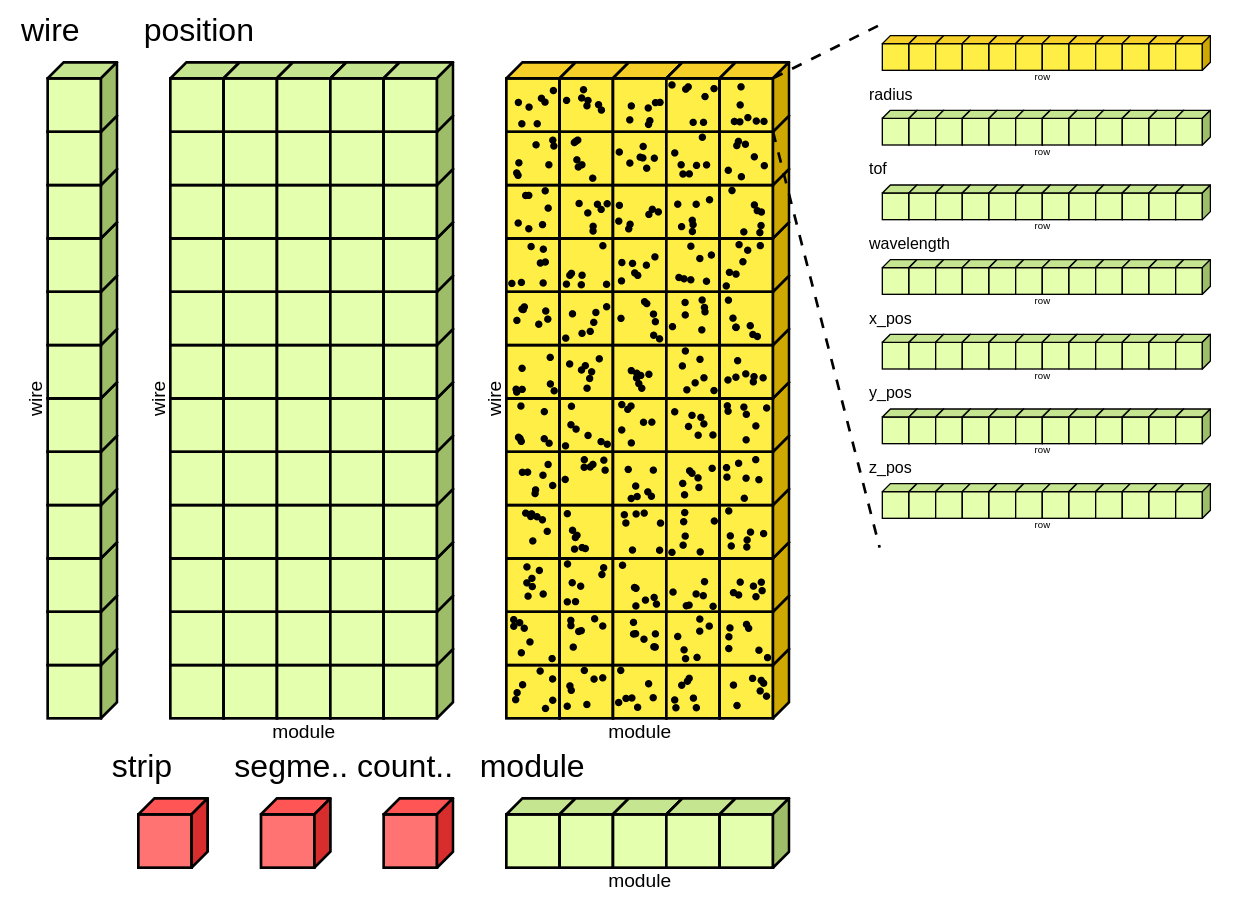 wire
position
wire
wire
module
wire
module
row
radius
row
tof
row
wavelength
row
x_pos
row
y_pos
row
z_pos
row
strip
segme..
count..
module
module